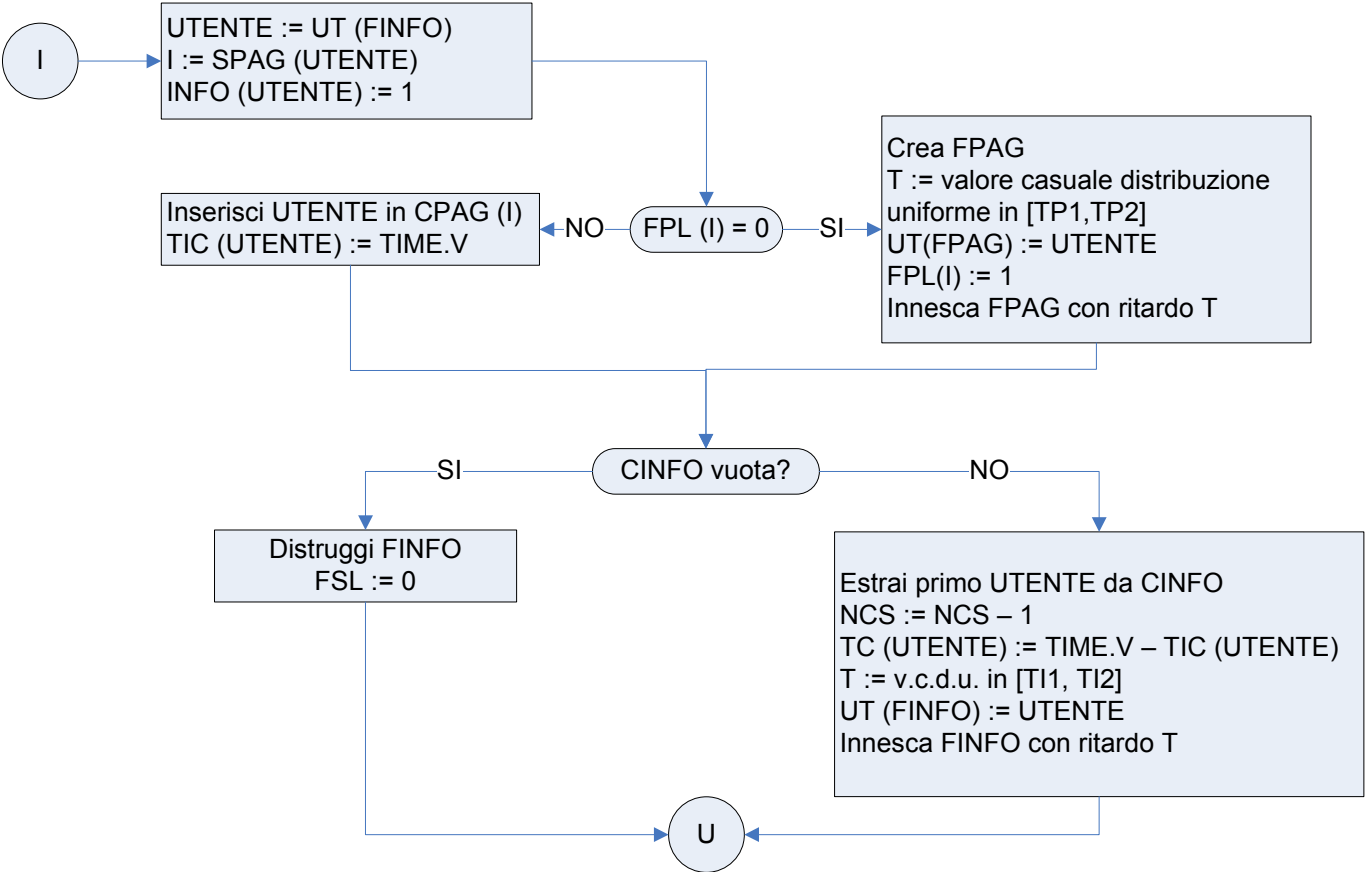 I
UTENTE := UT (FINFO)
I := SPAG (UTENTE)
INFO (UTENTE) := 1
Crea FPAG
T := valore casuale distribuzione
uniforme in [TP1,TP2]
UT(FPAG) := UTENTE
FPL(I) := 1
Innesca FPAG con ritardo T
Inserisci UTENTE in CPAG (I)
TIC (UTENTE) := TIME.V
NO
FPL (I) = 0
SI
SI
CINFO vuota?
NO
Distruggi FINFO
FSL := 0
Estrai primo UTENTE da CINFO
NCS := NCS – 1
TC (UTENTE) := TIME.V – TIC (UTENTE)
T := v.c.d.u. in [TI1, TI2]
UT (FINFO) := UTENTE
Innesca FINFO con ritardo T
U